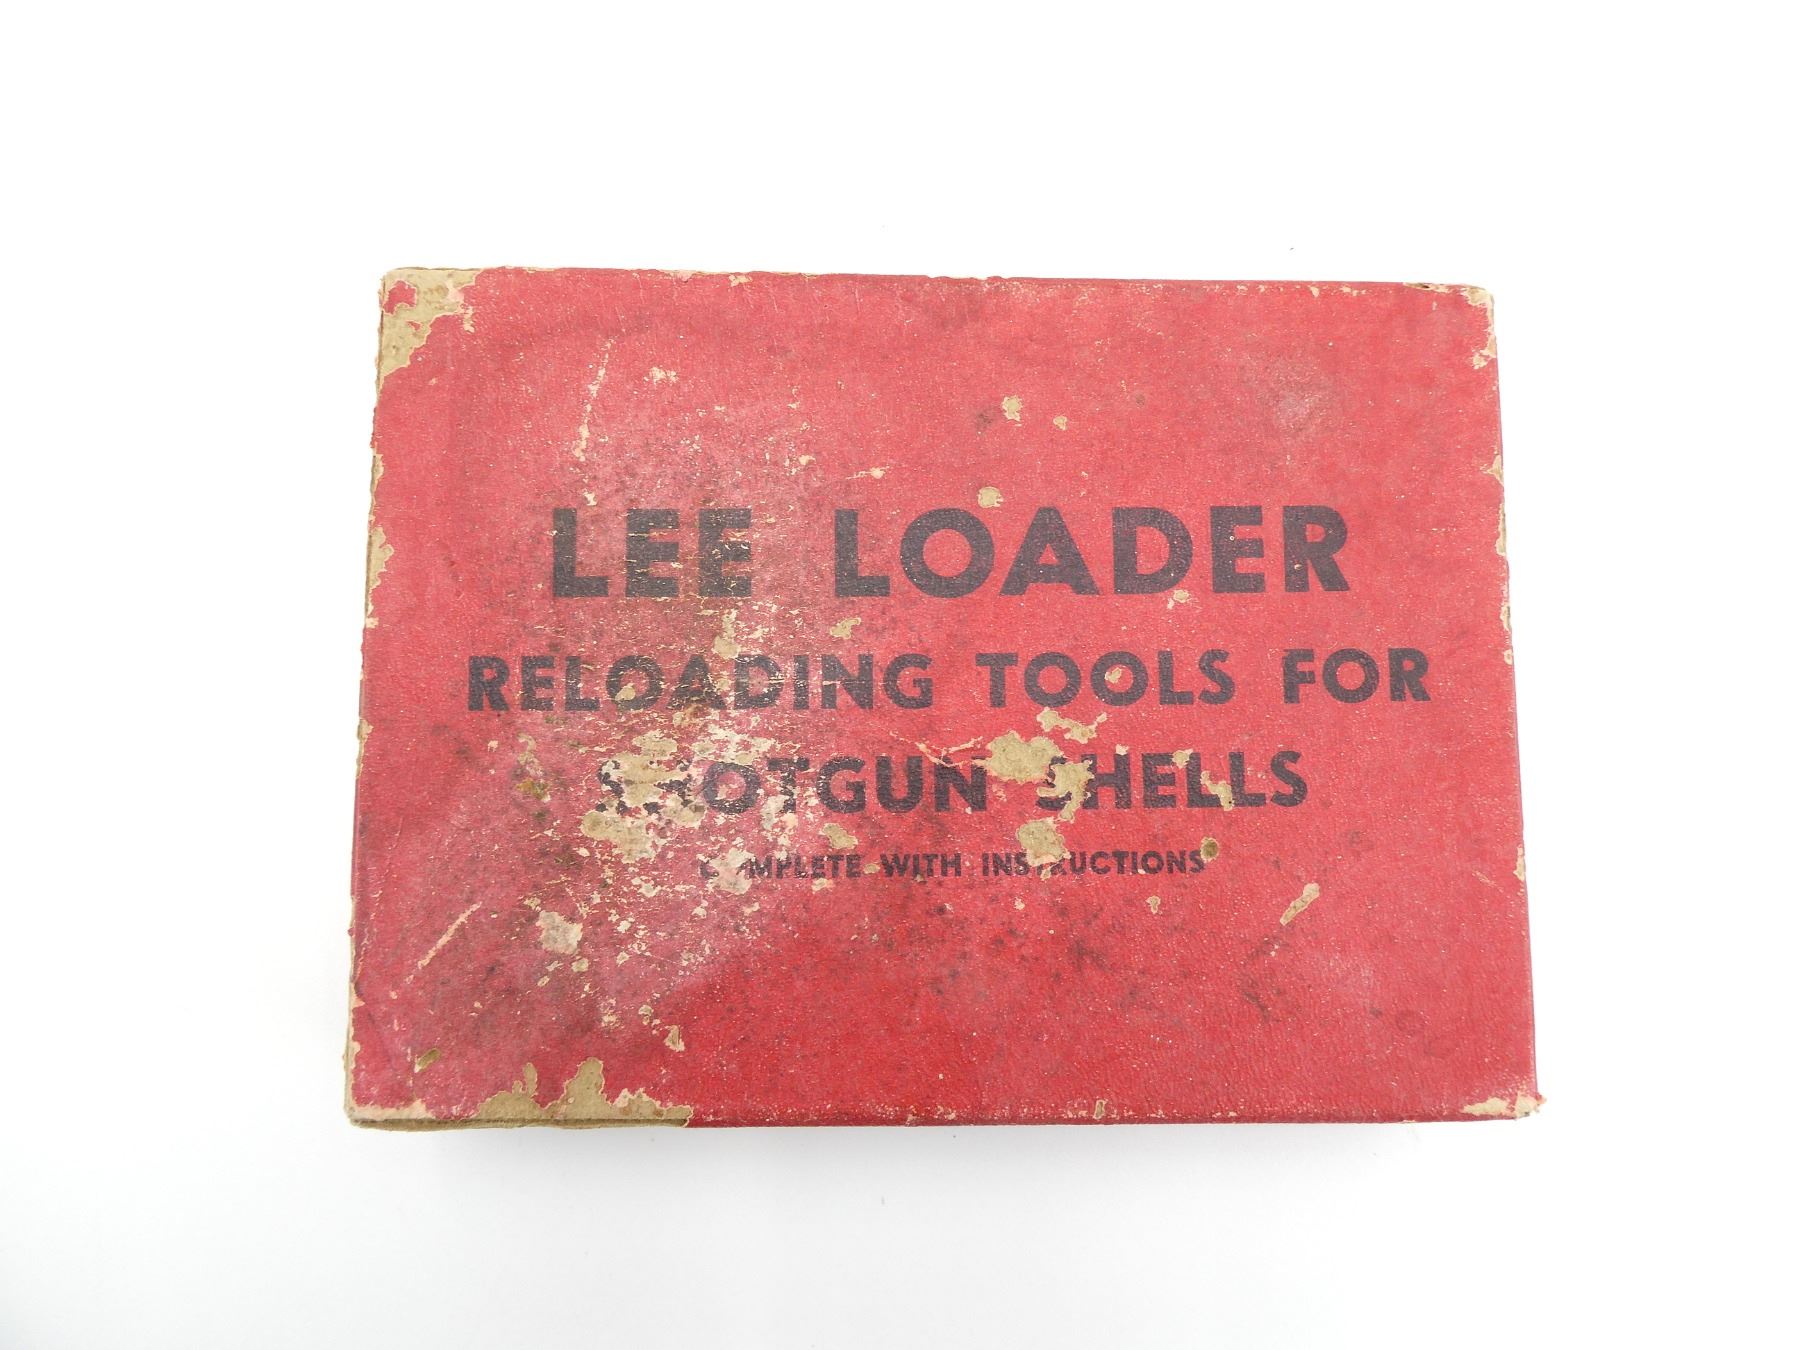 LEE LOADER
RELOADING TOOLS FOR
SHOTGUN SHELLS
COMPLETE WITH INSTRUCTIONS